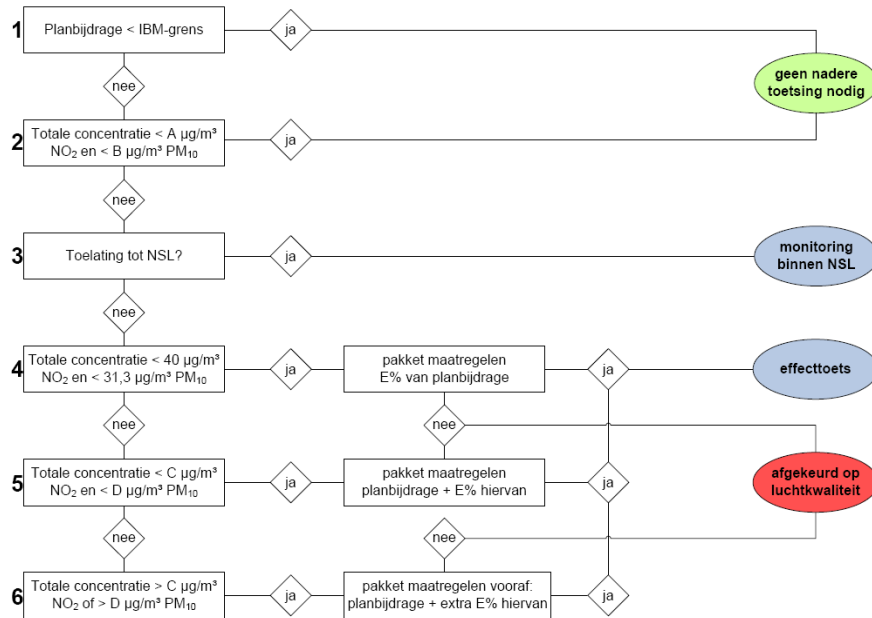 1
Planbijdrage < IBM-grens
ja
geen nadere
toetsing nodig
nee
2
Totale concentratie < A µg/m³
NO₂ en < B µg/m³ PM₁₀
ja
nee
3
Toelating tot NSL?
ja
monitoring
binnen NSL
nee
4
Totale concentratie < 40 µg/m³
NO₂ en < 31,3 µg/m³ PM₁₀
ja
pakket maatregelen
E% van planbijdrage
ja
effecttoets
nee
nee
5
Totale concentratie < C µg/m³
NO₂ en < D µg/m³ PM₁₀
ja
pakket maatregelen
planbijdrage + E% hiervan
ja
afgekeurd op
luchtkwaliteit
nee
nee
6
Totale concentratie > C µg/m³
NO₂ of > D µg/m³ PM₁₀
ja
pakket maatregelen vooraf:
planbijdrage + extra E% hiervan
ja